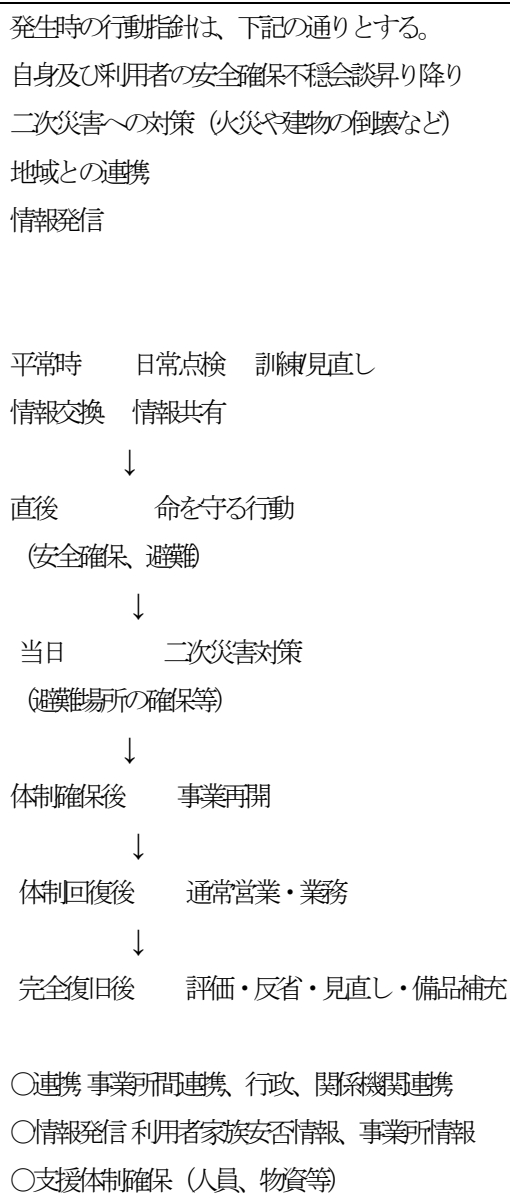 発生時の行動指針は、下記の通りとする。
自身及び利用者の安全確保不穏会談昇り降り
二次災害への対策（火災や建物の倒壊など）
地域との連携
情報発信
平常時　日常点検　訓練/見直し
情報交換　情報共有
↓
直後　命を守る行動
（安全確保、避難）
↓
当日　二次災害対策
（避難場所の確保等）
↓
体制確保後　事業再開
↓
体制回復後　通常営業・業務
↓
完全復旧後　評価・反省・見直し・備品補充
○連携 事業所間連携、行政、関係機関連携
○情報発信 利用者家族安否情報、事業所情報
○支援体制確保（人員、物資等）